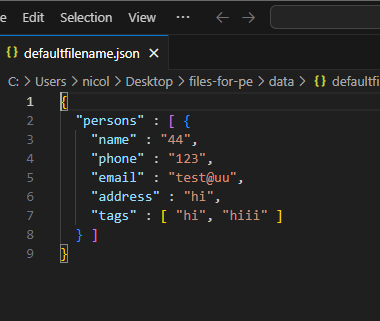 Edit Selection View ···
{} defaultfilename.json ×
C: > Users > nicol > Desktop > files-for-pe > data > {} defaultfi
1 {
2 "persons" : [ {
3 "name" : "44",
4 "phone" : "123",
5 "email" : "test@uu",
6 "address" : "hi",
7 "tags" : [ "hi", "hiii" ]
8 } ]
9 }